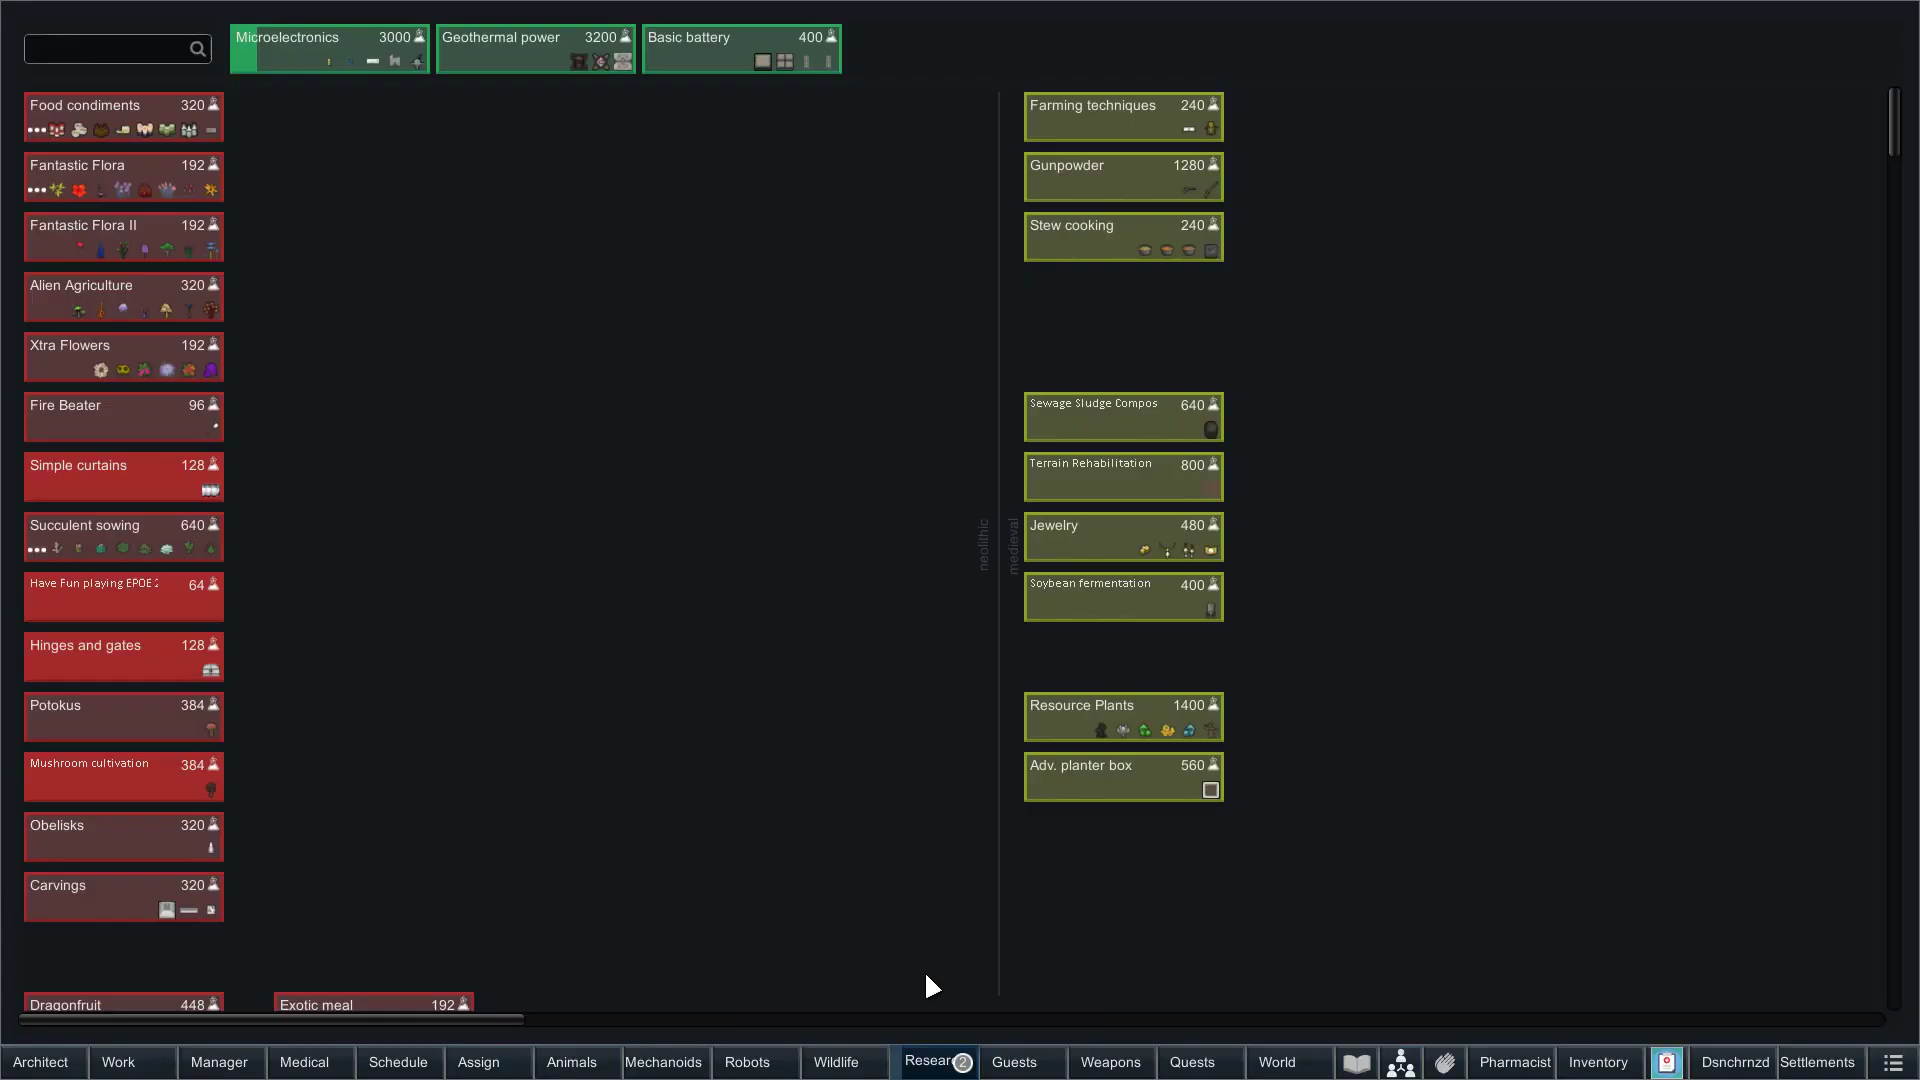 Microelectronics 3000
Geothermal power 3200
Basic battery 400
Food condiments 320
Fantastic Flora 192
Fantastic Flora II 192
Alien Agriculture 320
Xtra Flowers 192
Fire Beater 96
Simple curtains 128
Succulent sowing 640
Have Fun playing EPOE 2 64
Hinges and gates 128
Potokus 384
Mushroom cultivation 384
Obelisks 320
Carvings 320
Dragonfruit 448
Exotic meal 192
neolithic
medieval
Farming techniques 240
Gunpowder 1280
Stew cooking 240
Sewage Sludge Compos 640
Terrain Rehabilitation 800
Jewelry 480
Soybean fermentation 400
Resource Plants 1400
Adv. planter box 560
Architect Work Manager Medical Schedule Assign Animals Mechanoids Robots Wildlife Resear 2 Guests Weapons Quests World Pharmacist Inventory Dsnchrnzd Settlements